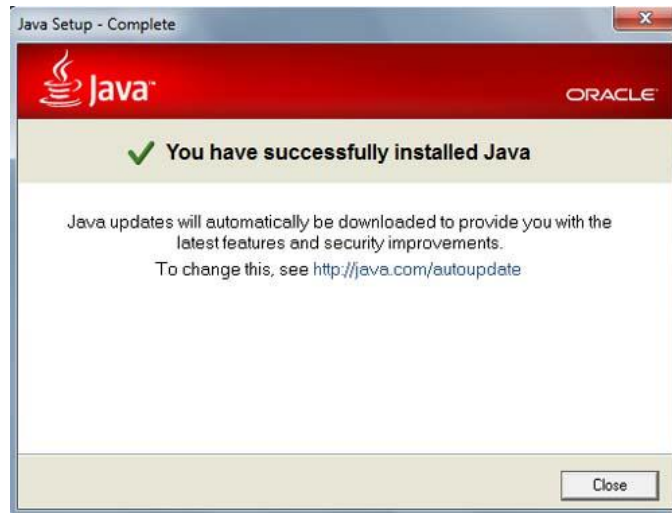 Java Setup - Complete
Java™
ORACLE®
You have successfully installed Java
Java updates will automatically be downloaded to provide you with the
latest features and security improvements.
To change this, see http://java.com/autoupdate
Close